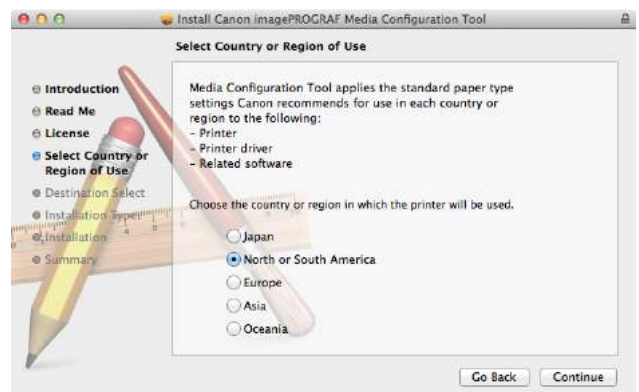 Install Canon imagePROGRAF Media Configuration Tool
Select Country or Region of Use
Introduction
Read Me
License
Select Country or
Region of Use
Destination Select
Installation Type
Installation
Summary
Media Configuration Tool applies the standard paper type
settings Canon recommends for use in each country or
region to the following:
- Printer
- Printer driver
- Related software
Choose the country or region in which the printer will be used.
Japan
North or South America
Europe
Asia
Oceania
Go Back
Continue